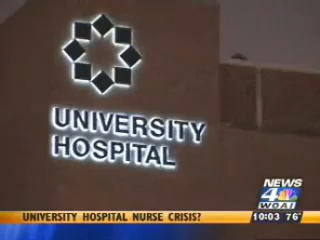 UNIVERSITY
HOSPITAL
NEWS
4
WOAI
UNIVERSITY HOSPITAL NURSE CRISIS?
10:03 76°